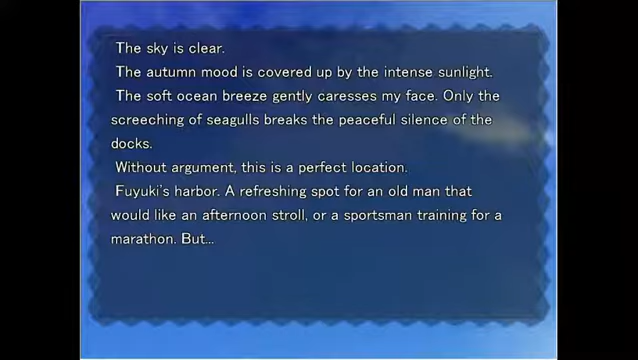 The sky is clear.
The autumn mood is covered up by the intense sunlight.
The soft ocean breeze gently caresses my face. Only the
screeching of seagulls breaks the peaceful silence of the
docks.
Without argument, this is a perfect location.
Fuyuki's harbor. A refreshing spot for an old man that
would like an afternoon stroll, or a sportsman training for a
marathon. But...